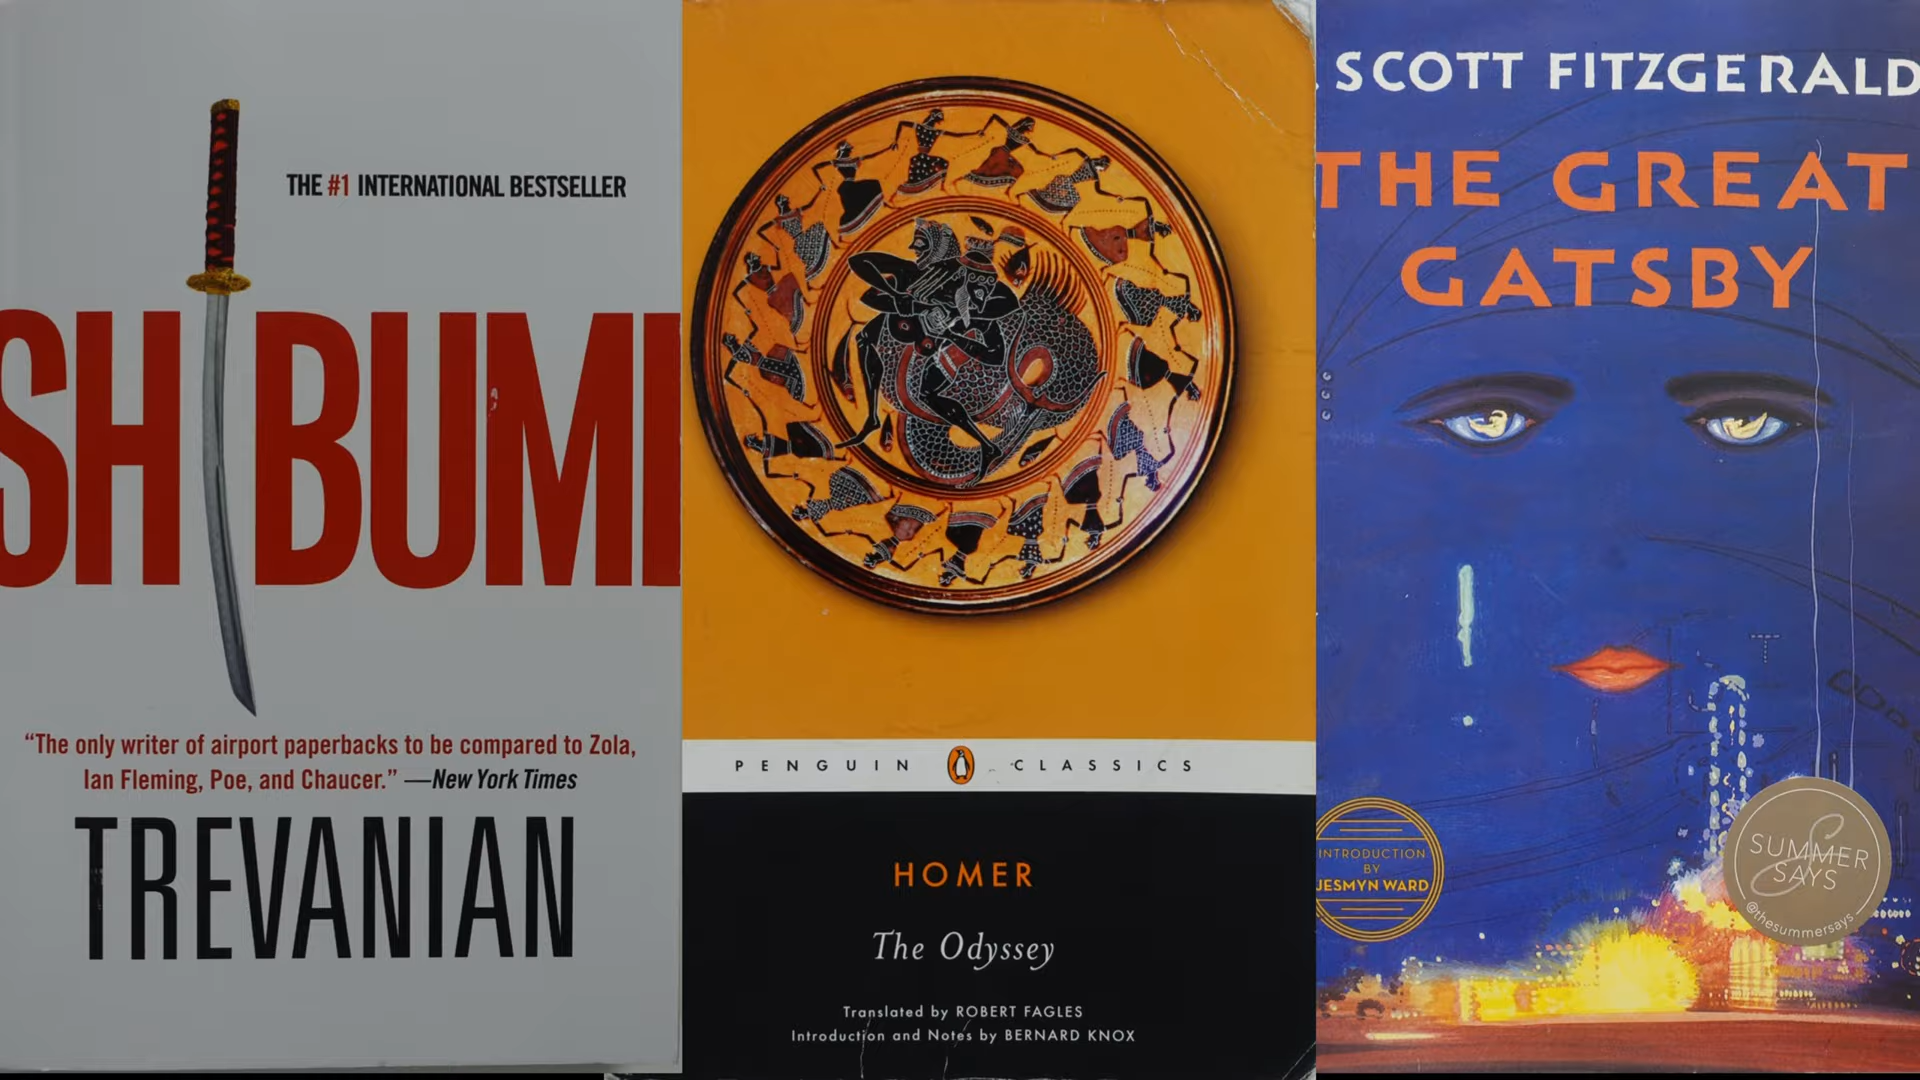 THE #1 INTERNATIONAL BESTSELLER
SHIBUMI
“The only writer of airport paperbacks to be compared to Zola,
Ian Fleming, Poe, and Chaucer.” —New York Times
TREVANIAN
PENGUIN CLASSICS
HOMER
The Odyssey
Translated by ROBERT FAGLES
Introduction and Notes by BERNARD KNOX
. SCOTT FITZGERALD
THE GREAT
GATSBY
INTRODUCTION
BY
JESMYN WARD
SUMMER
SAYS
@thesummersays